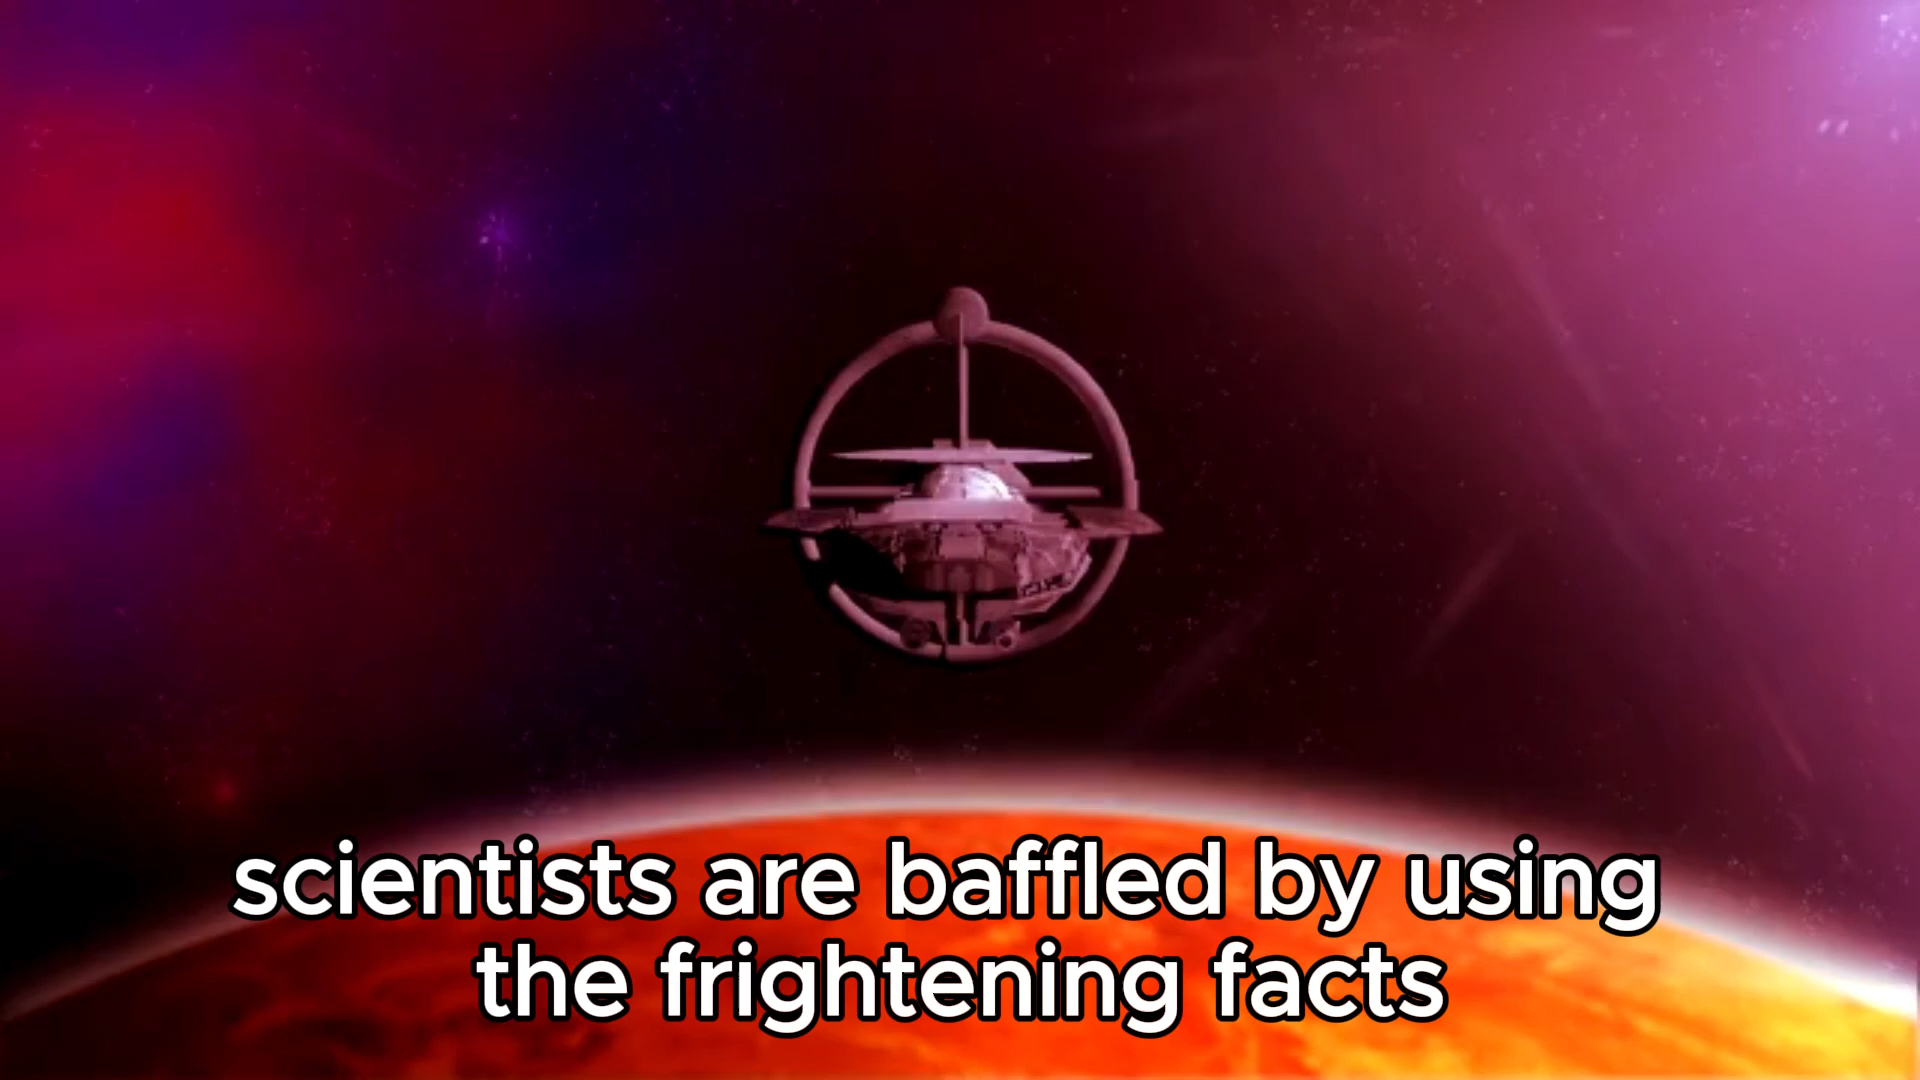 scientists are baffled by using
the frightening facts